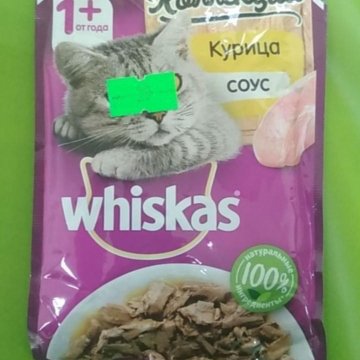 1+
от года
Курица
соус
whiskas
натуральные
100%
ингредиенты*